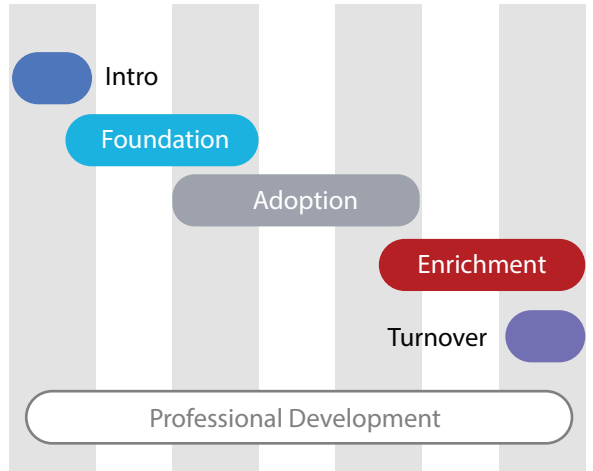 Intro
Foundation
Adoption
Enrichment
Turnover
Professional Development